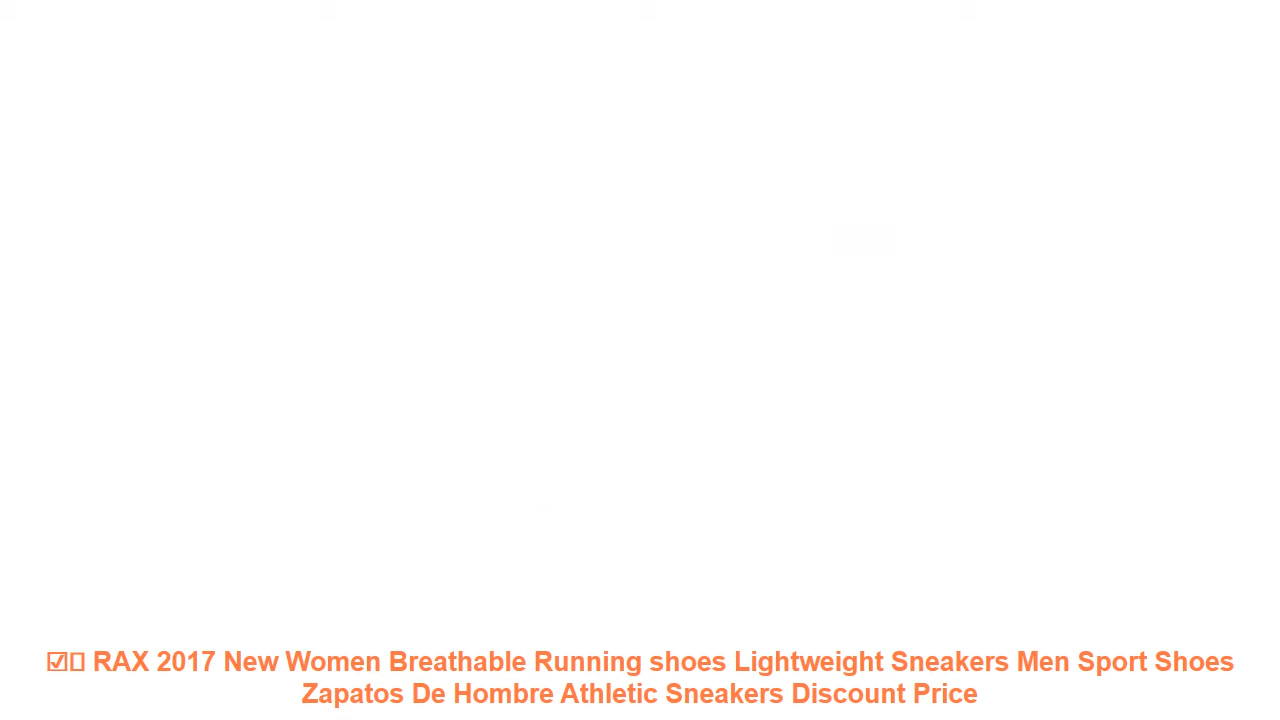 ☑️ RAX 2017 New Women Breathable Running shoes Lightweight Sneakers Men Sport Shoes
Zapatos De Hombre Athletic Sneakers Discount Price